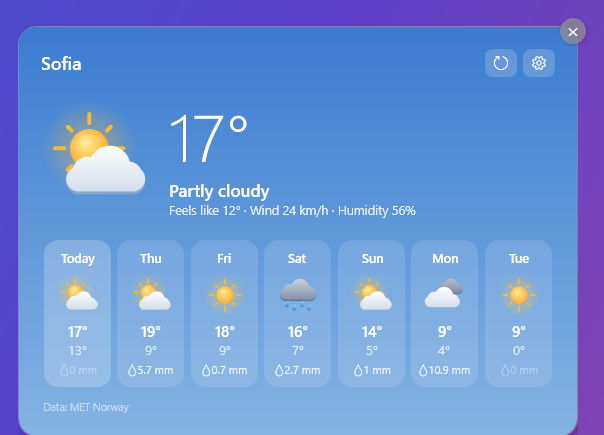 Sofia
17°
Partly cloudy
Feels like 12° · Wind 24 km/h · Humidity 56%
Today Thu Fri Sat Sun Mon Tue
17° 19° 18° 16° 14° 9° 9°
13° 9° 9° 7° 5° 4° 0°
0 mm 5.7 mm 0.7 mm 2.7 mm 1 mm 10.9 mm 0 mm
Data: MET Norway